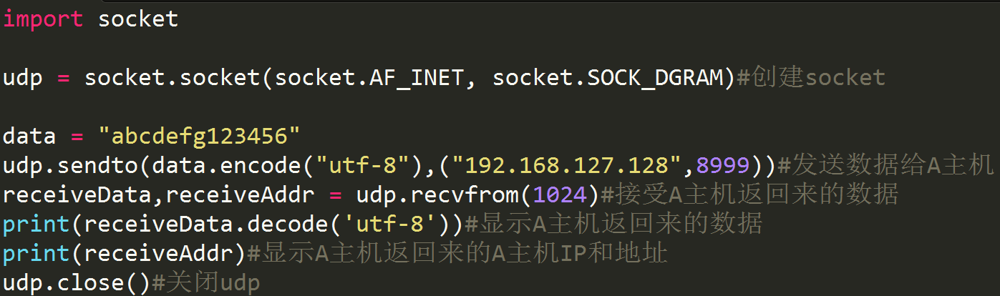 import socket
udp = socket.socket(socket.AF_INET, socket.SOCK_DGRAM)#创建socket
data = "abcdefg123456"
udp.sendto(data.encode("utf-8"),("192.168.127.128",8999))#发送数据给A主机
receiveData,receiveAddr = udp.recvfrom(1024)#接受A主机返回来的数据
print(receiveData.decode('utf-8'))#显示A主机返回来的数据
print(receiveAddr)#显示A主机返回来的A主机IP和地址
udp.close()#关闭udp